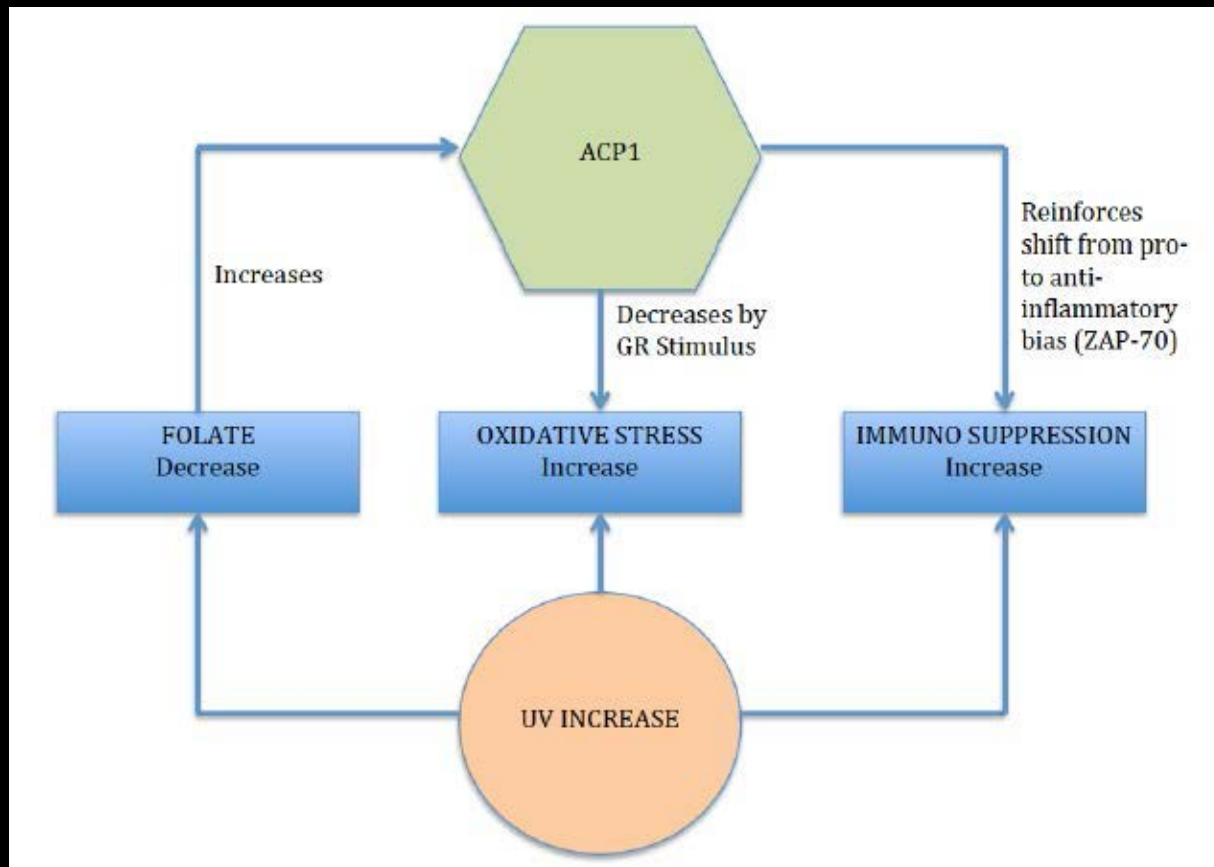 ACP1
Increases
Decreases by
GR Stimulus
Reinforces
shift from pro-
to anti-
inflammatory
bias (ZAP-70)
FOLATE
Decrease
OXIDATIVE STRESS
Increase
IMMUNO SUPPRESSION
Increase
UV INCREASE